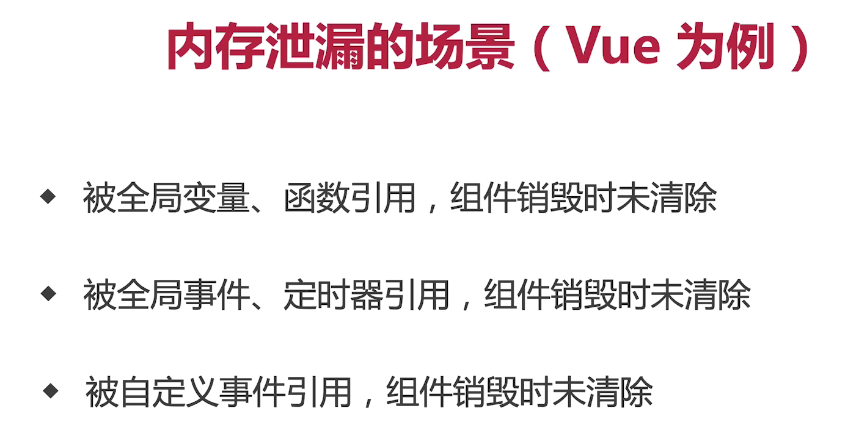 内存泄漏的场景（Vue 为例）
◆ 被全局变量、函数引用，组件销毁时未清除
◆ 被全局事件、定时器引用，组件销毁时未清除
◆ 被自定义事件引用，组件销毁时未清除